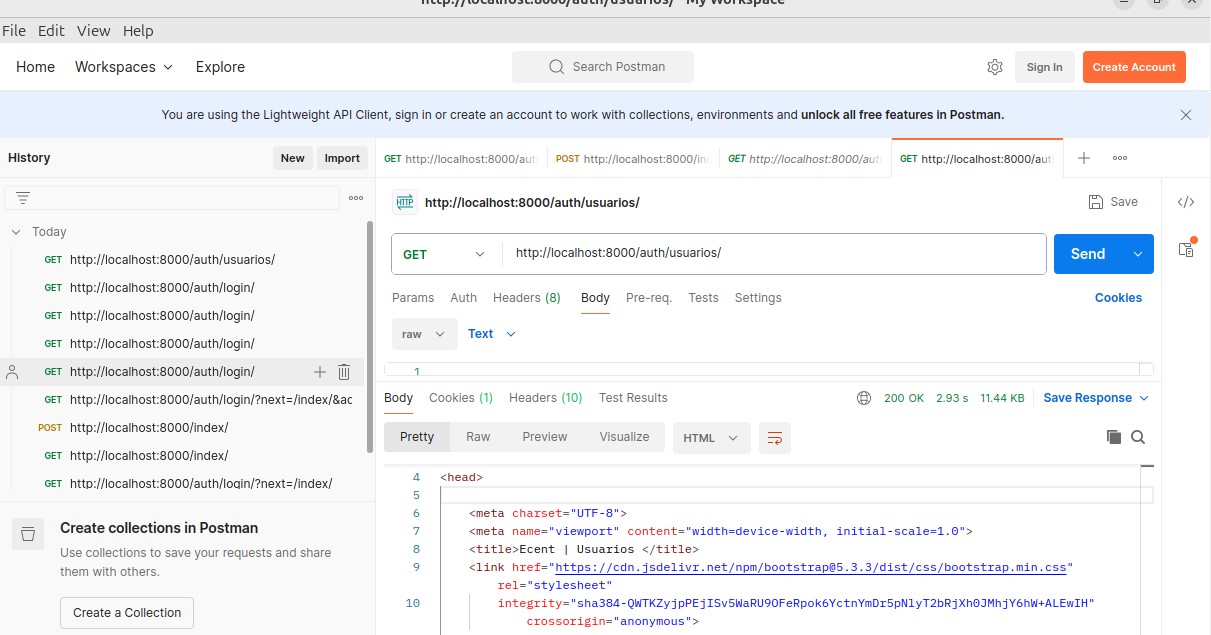 http://localhost:8000/auth/usuarios/ - My Workspace
File Edit View Help
Home Workspaces Explore Search Postman Sign In Create Account
You are using the Lightweight API Client, sign in or create an account to work with collections, environments and unlock all free features in Postman.
History New Import
GET http://localhost:8000/aut POST http://localhost:8000/in GET http://localhost:8000/aut GET http://localhost:8000/aut
HTTP http://localhost:8000/auth/usuarios/ Save
Today
GET http://localhost:8000/auth/usuarios/
GET http://localhost:8000/auth/login/
GET http://localhost:8000/auth/login/
GET http://localhost:8000/auth/login/
GET http://localhost:8000/auth/login/
GET http://localhost:8000/auth/login/?next=/index/&ac
POST http://localhost:8000/index/
GET http://localhost:8000/index/
GET http://localhost:8000/auth/login/?next=/index/
Create collections in Postman
Use collections to save your requests and share
them with others.
Create a Collection
GET http://localhost:8000/auth/usuarios/ Send
Params Auth Headers (8) Body Pre-req. Tests Settings Cookies
raw Text
1
Body Cookies (1) Headers (10) Test Results 200 OK 2.93 s 11.44 KB Save Response
Pretty Raw Preview Visualize HTML
4 <head>
5
6 <meta charset="UTF-8">
7 <meta name="viewport" content="width=device-width, initial-scale=1.0">
8 <title>Ecent | Usuarios </title>
9 <link href="https://cdn.jsdelivr.net/npm/bootstrap@5.3.3/dist/css/bootstrap.min.css"
rel="stylesheet"
10 integrity="sha384-QWTKZyjpPEjISv5WaRU9OFeRpok6YctnYmDr5pNlyT2bRjXh0JMhjY6hW+ALEwIH"
crossorigin="anonymous">